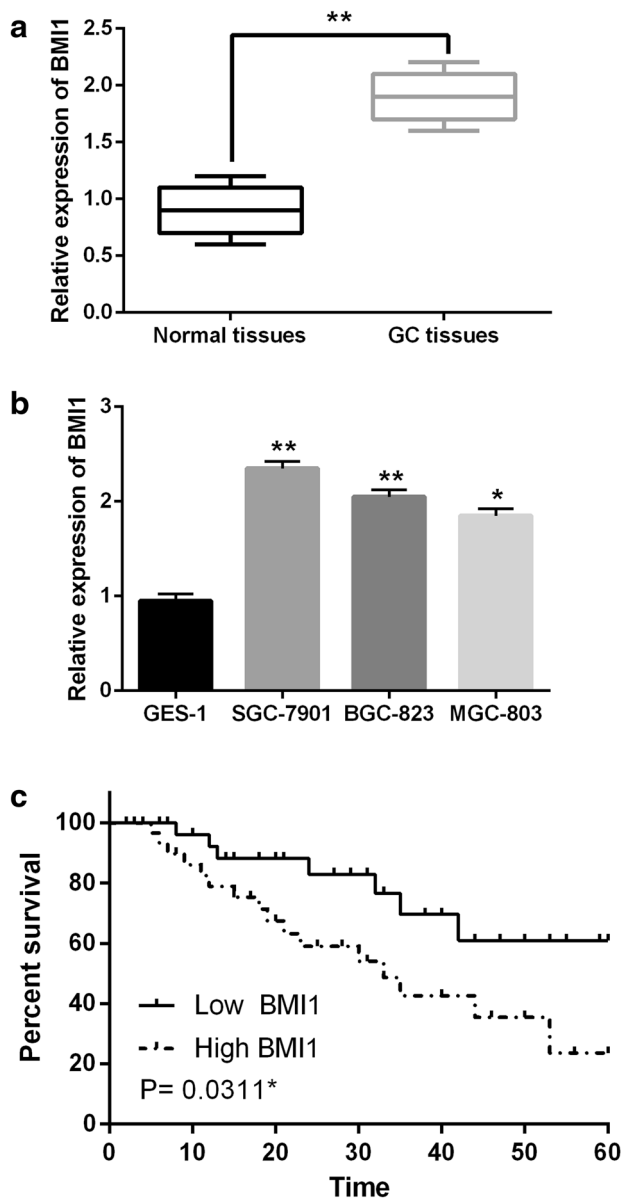 a
Relative expression of BMI1
2.5
2.0
1.5
1.0
0.5
0.0
**
Normal tissues GC tissues
b
Relative expression of BMI1
3
2
1
0
** ** *
GES-1 SGC-7901 BGC-823 MGC-803
c
Percent survival
100
80
60
40
20
0
Low BMI1
High BMI1
P= 0.0311*
0 10 20 30 40 50 60
Time